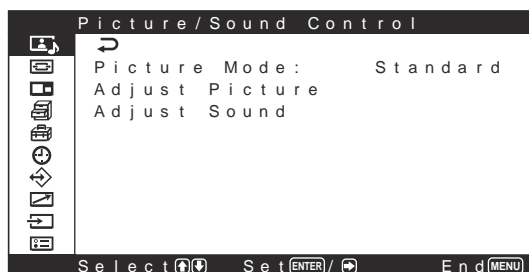 Picture/Sound Control
Picture Mode: Standard
Adjust Picture
Adjust Sound
Select Set ENTER / End MENU